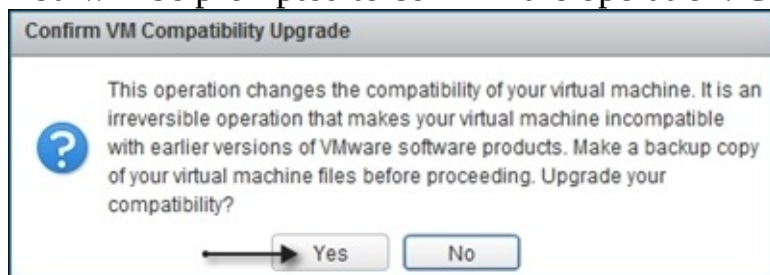 Confirm VM Compatibility Upgrade
This operation changes the compatibility of your virtual machine. It is an
irreversible operation that makes your virtual machine incompatible
with earlier versions of VMware software products. Make a backup copy
of your virtual machine files before proceeding. Upgrade your
compatibility?
Yes No